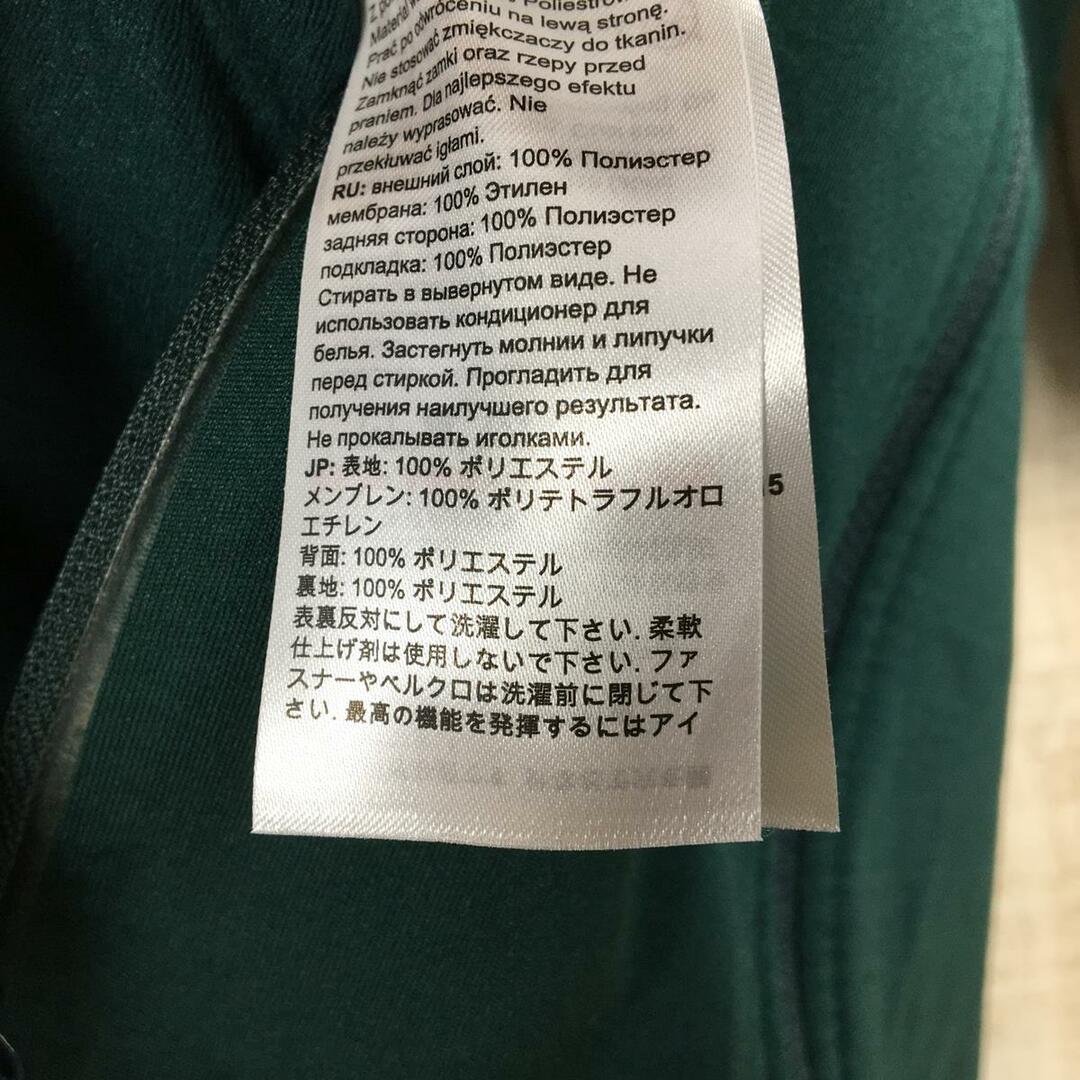 Poliestrow
Prać po odwróceniu na lewą stronę.
Nie stosować zmiękczaczy do tkanin.
Zamknąć zamki oraz rzepy przed
praniem. Dla najlepszego efektu
należy wyprasować. Nie
przekłuwać igłami.
RU: внешний слой: 100% Полиэстер
мембрана: 100% Этилен
задняя сторона: 100% Полиэстер
подкладка: 100% Полиэстер
Стирать в вывернутом виде. Не
использовать кондиционер для
белья. Застегнуть молнии и липучки
перед стиркой. Прогладить для
получения наилучшего результата.
Не прокалывать иголками.
JP: 表地: 100% ポリエステル
メンブレン: 100% ポリテトラフルオロ
エチレン
背面: 100% ポリエステル
裏地: 100% ポリエステル
表裏反対にして洗濯して下さい. 柔軟
仕上げ剤は使用しないで下さい. ファ
スナーやベルクロは洗濯前に閉じて下
さい. 最高の機能を発揮するにはアイ
15